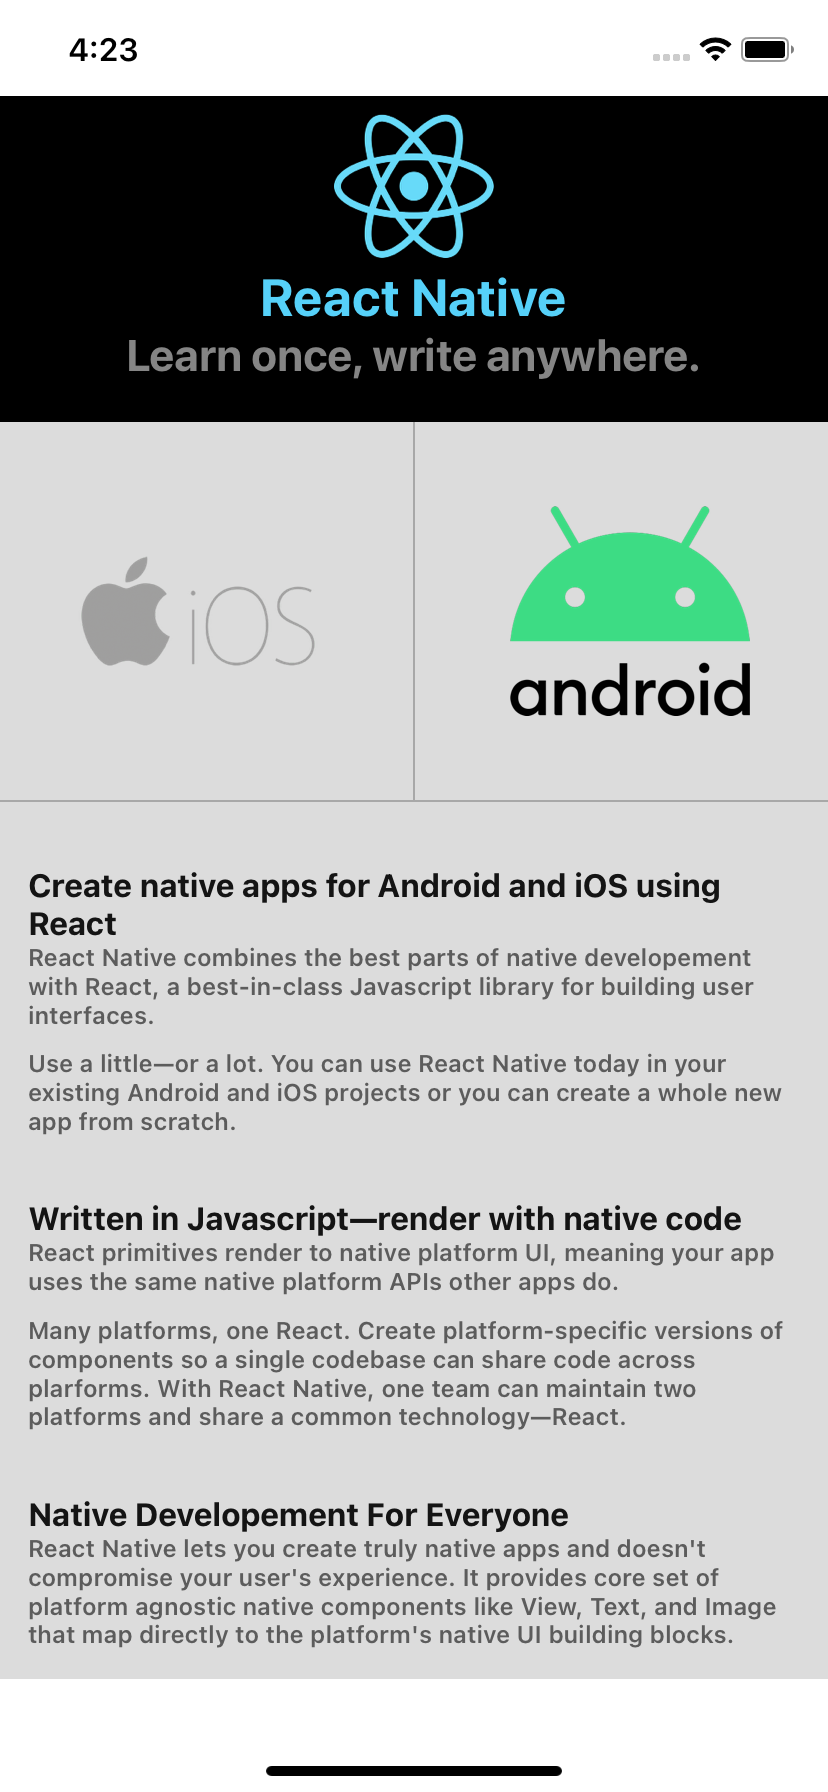 4:23
React Native
Learn once, write anywhere.
iOS
android
Create native apps for Android and iOS using
React
React Native combines the best parts of native developement
with React, a best-in-class Javascript library for building user
interfaces.
Use a little—or a lot. You can use React Native today in your
existing Android and iOS projects or you can create a whole new
app from scratch.
Written in Javascript—render with native code
React primitives render to native platform UI, meaning your app
uses the same native platform APIs other apps do.
Many platforms, one React. Create platform-specific versions of
components so a single codebase can share code across
plarforms. With React Native, one team can maintain two
platforms and share a common technology—React.
Native Developement For Everyone
React Native lets you create truly native apps and doesn't
compromise your user's experience. It provides core set of
platform agnostic native components like View, Text, and Image
that map directly to the platform's native UI building blocks.